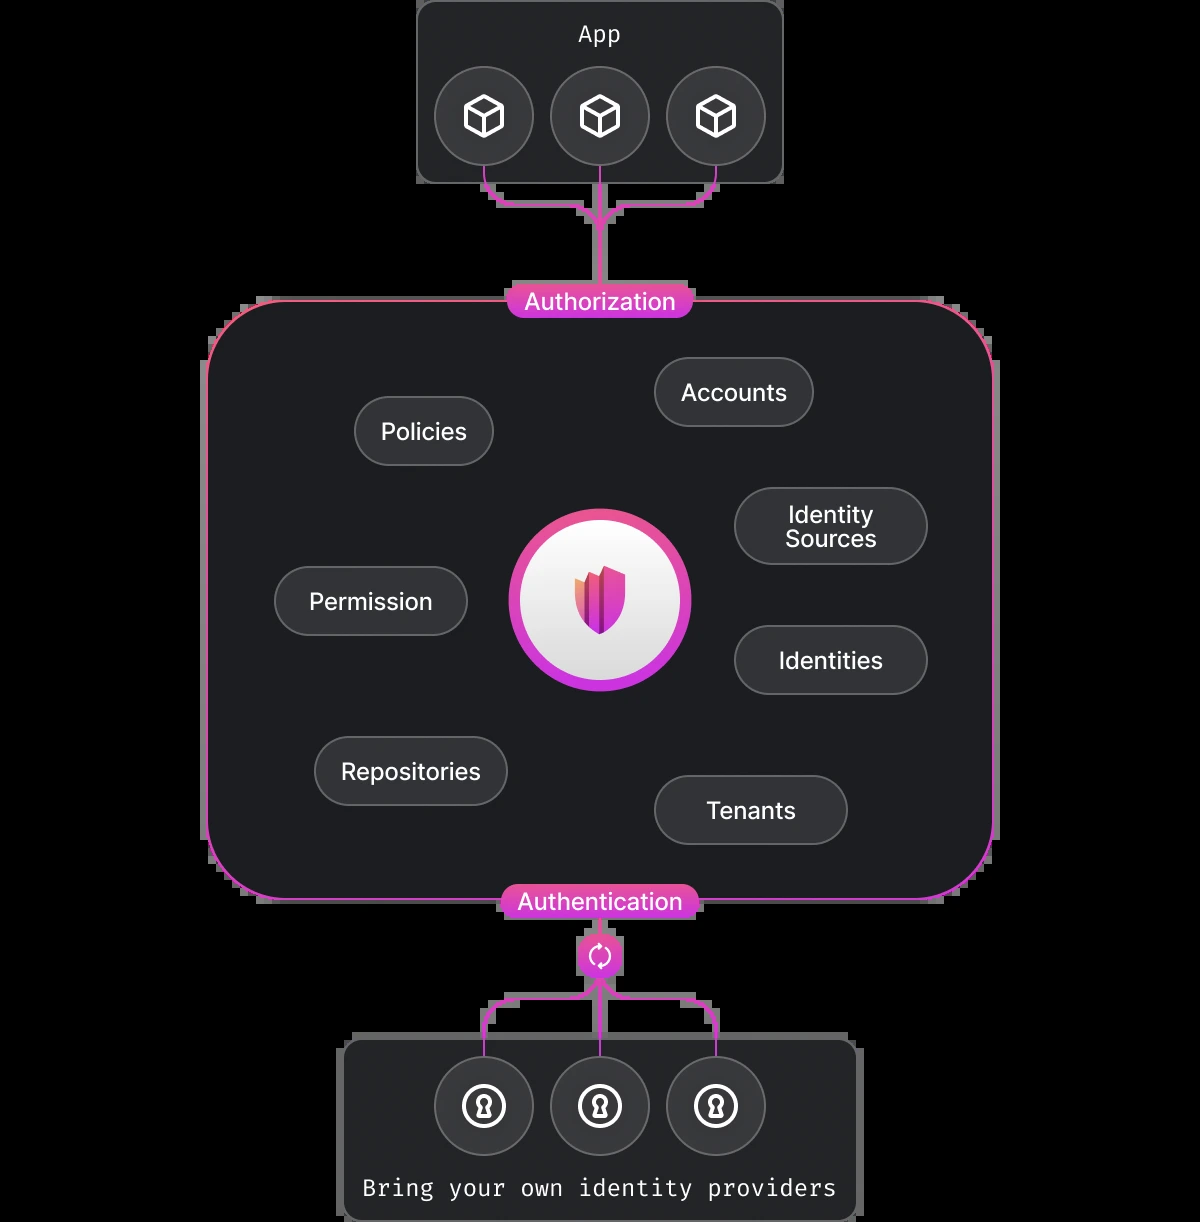 App
Authorization
Accounts
Policies
Identity
Sources
Permission
Identities
Repositories
Tenants
Authentication
Bring your own identity providers